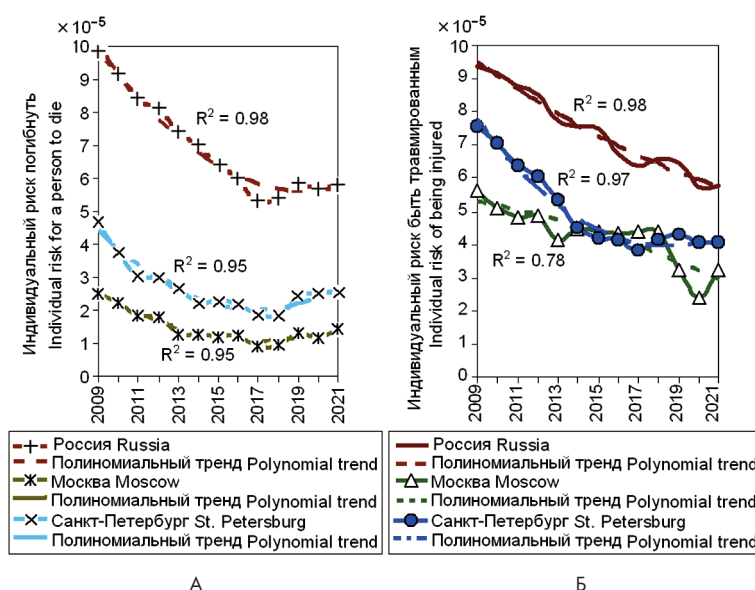 × 10⁻⁵
Индивидуальный риск погибнуть
Individual risk for a person to die
10
9
8
7
6
5
4
3
2
1
0
R² = 0.98
R² = 0.95
R² = 0.95
2009
2011
2013
2015
2017
2019
2021
Россия Russia
Полиномиальный тренд Polynomial trend
Москва Moscow
Полиномиальный тренд Polynomial trend
Санкт-Петербург St. Petersburg
Полиномиальный тренд Polynomial trend
А
× 10⁻⁵
Индивидуальный риск быть травмированным
Individual risk of being injured
10
9
8
7
6
5
4
3
2
1
0
R² = 0.98
R² = 0.97
R² = 0.78
2009
2011
2013
2015
2017
2019
2021
Россия Russia
Полиномиальный тренд Polynomial trend
Москва Moscow
Полиномиальный тренд Polynomial trend
Санкт-Петербург St. Petersburg
Полиномиальный тренд Polynomial trend
Б